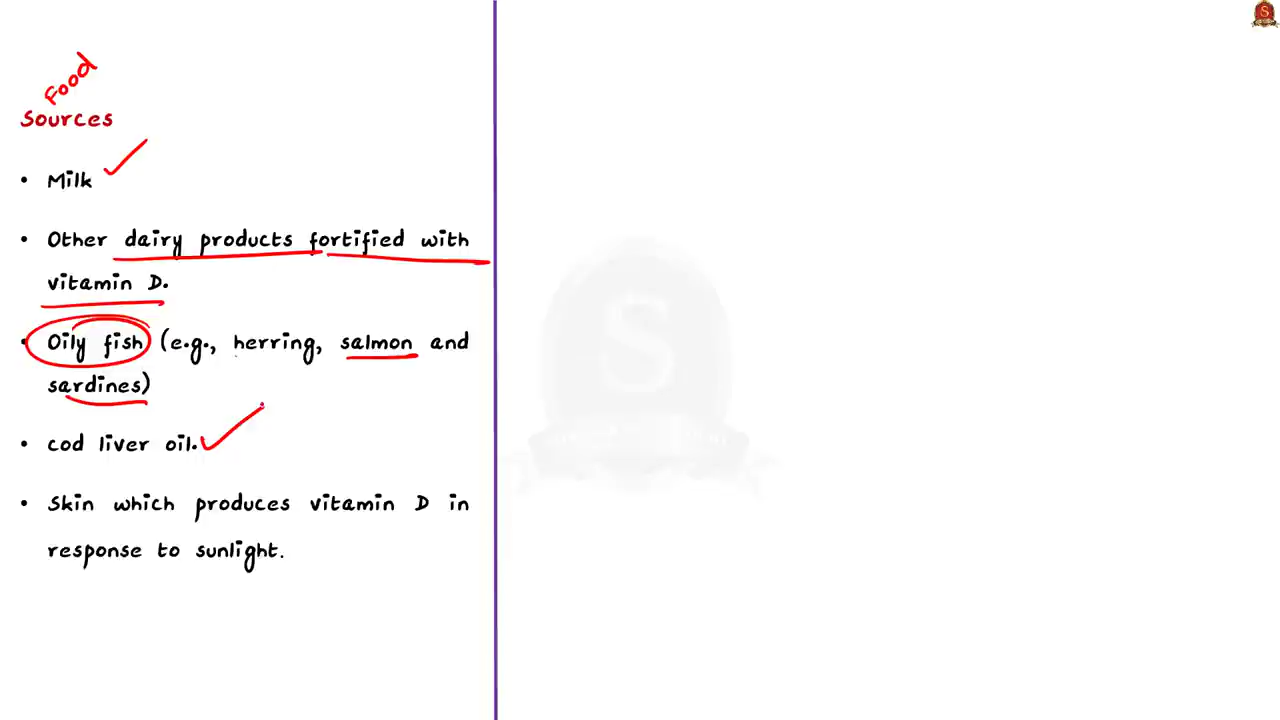 Food
Sources
• Milk
• Other dairy products fortified with
vitamin D.
• Oily fish (e.g., herring, salmon and
sardines)
• cod liver oil.
• Skin which produces vitamin D in
response to sunlight.
S
S